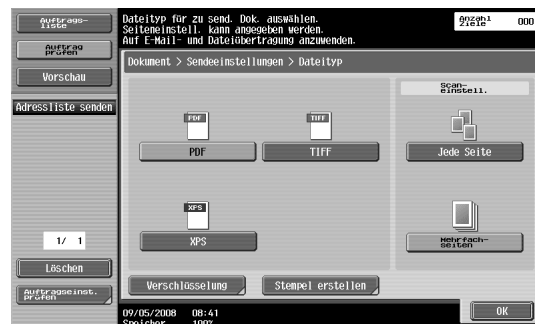 Auftrags-
liste
Auftrag
prüfen
Vorschau
Adressliste senden
1/ 1
Löschen
Auftragseinst.
prüfen
Dateityp für zu send. Dok. auswählen.
Seiteneinstell. kann angegeben werden.
Auf E-Mail- und Dateiübertragung anzuwenden.
Anzahl
Ziele
000
Dokument > Sendeeinstellungen > Dateityp
Scan-
einstell.
PDF
PDF
TIFF
TIFF
Jede Seite
XPS
XPS
Mehrfach-
seiten
Verschlüsselung
Stempel erstellen
09/05/2008 08:41
Speicher 100%
OK